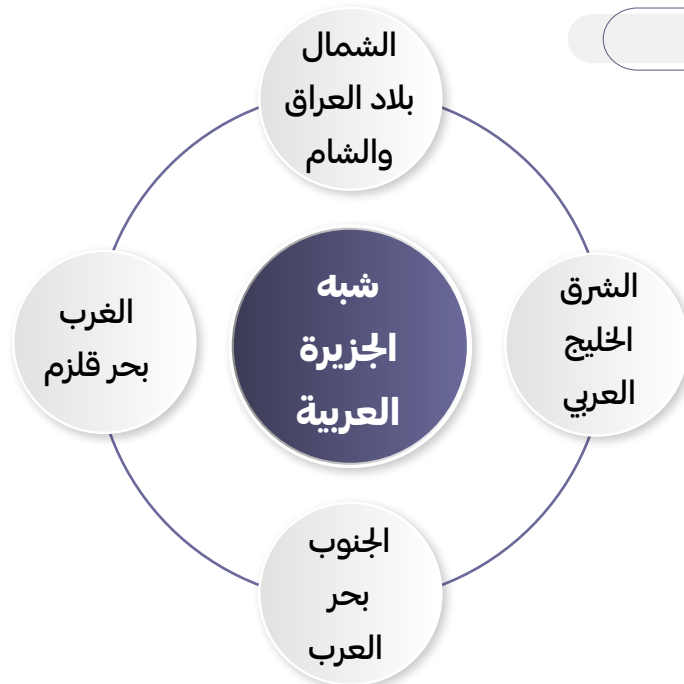 الشمال
بلاد العراق
والشام
الشرق
الخليج
العربي
شبه
الجزيرة
العربية
الغرب
بحر قلزم
الجنوب
بحر
العرب